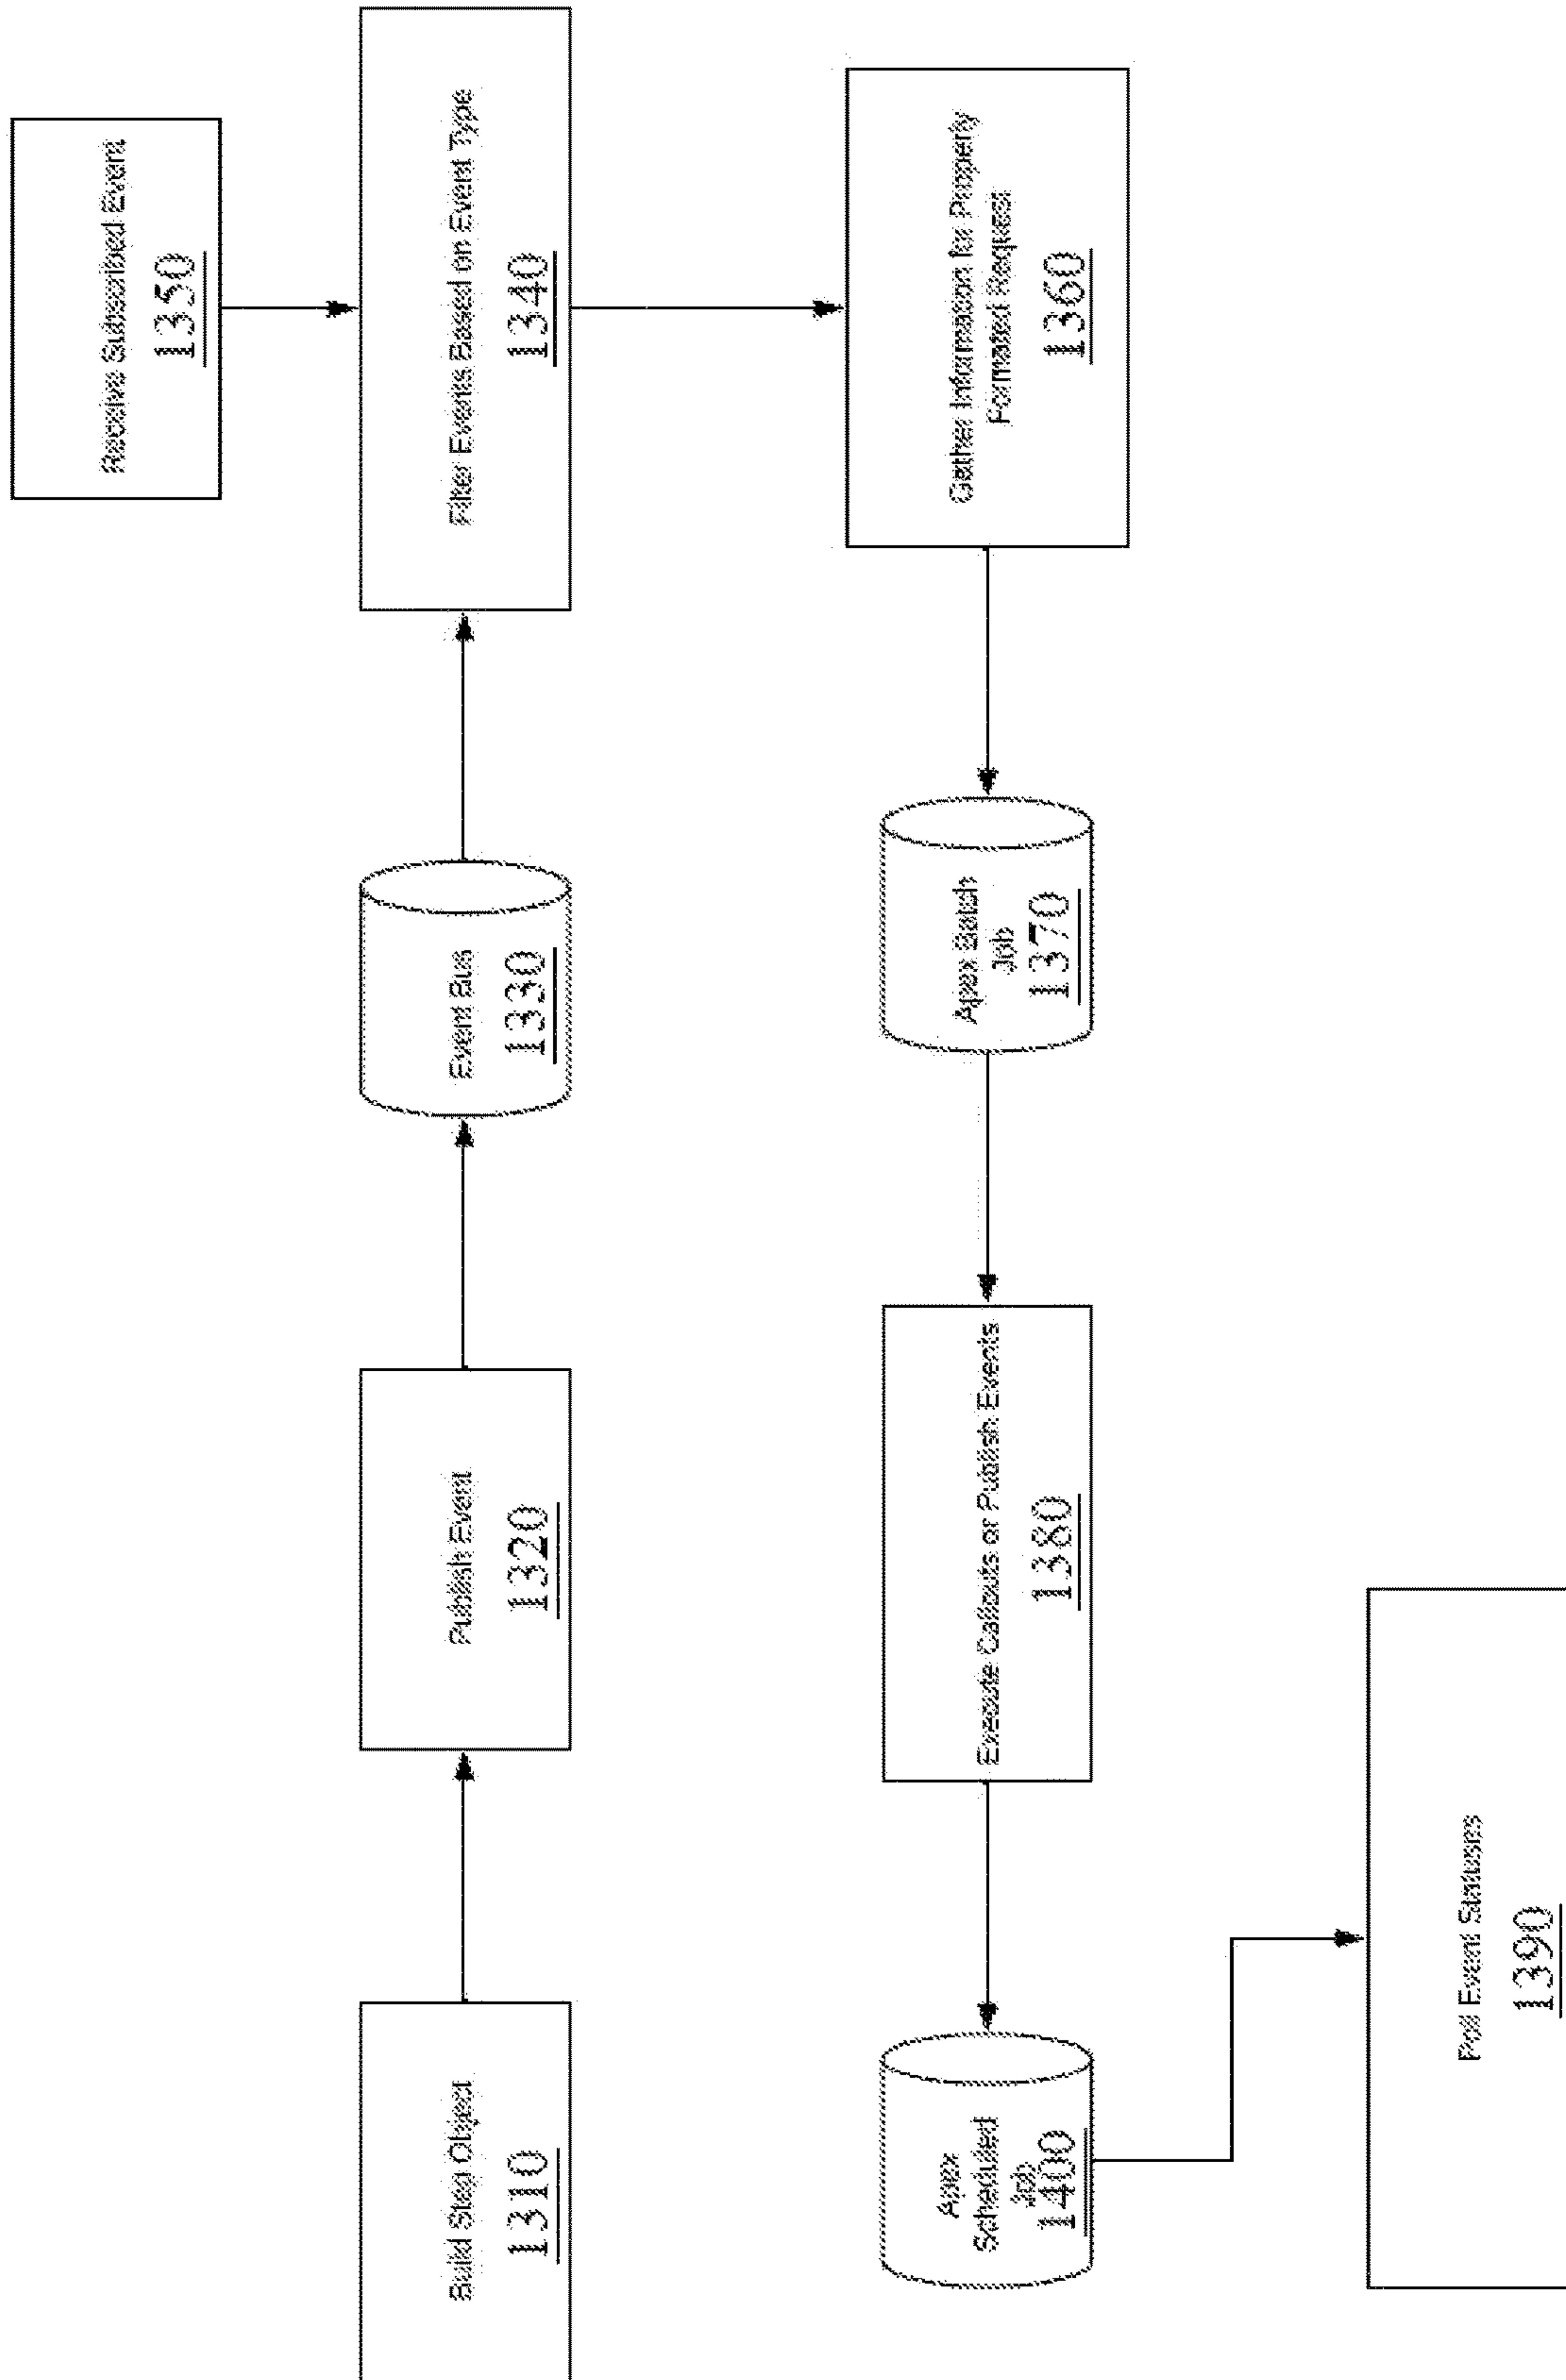 Build Step Object
1310
Publish Event
1320
Event Bus
1330
Filter Events Based on Event Type
1340
Receive Subscribed Event
1350
Gather Information for Properly
Formated Request
1360
Apex Batch
Job
1370
Execute Callouts or Publish Events
1380
Apex
Scheduled
Job
1400
Poll Event Statuses
1390